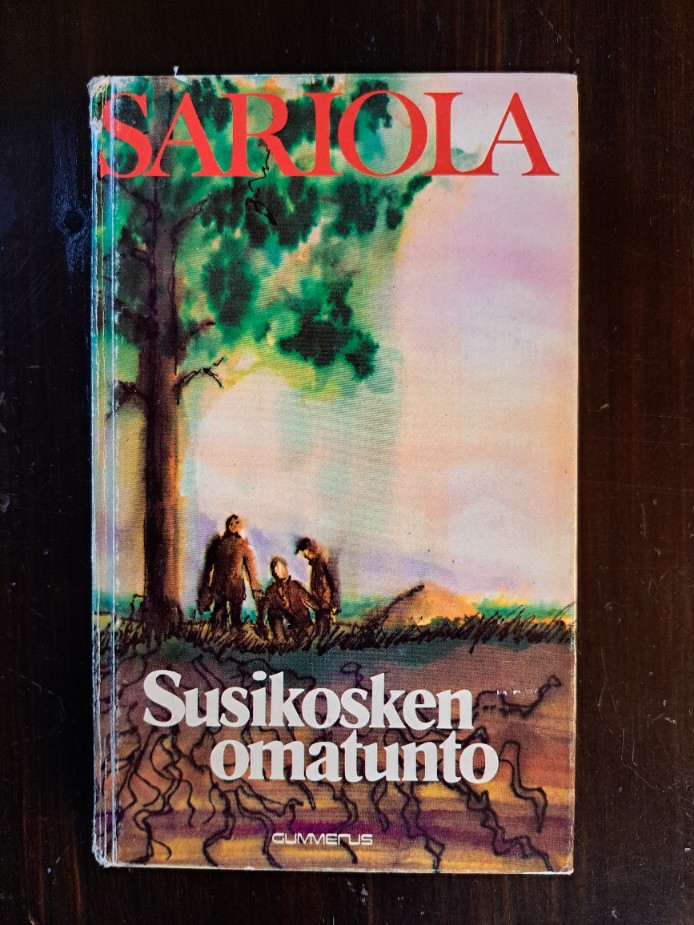 SARIOLA
Susikosken
omatunto
GUMMERUS